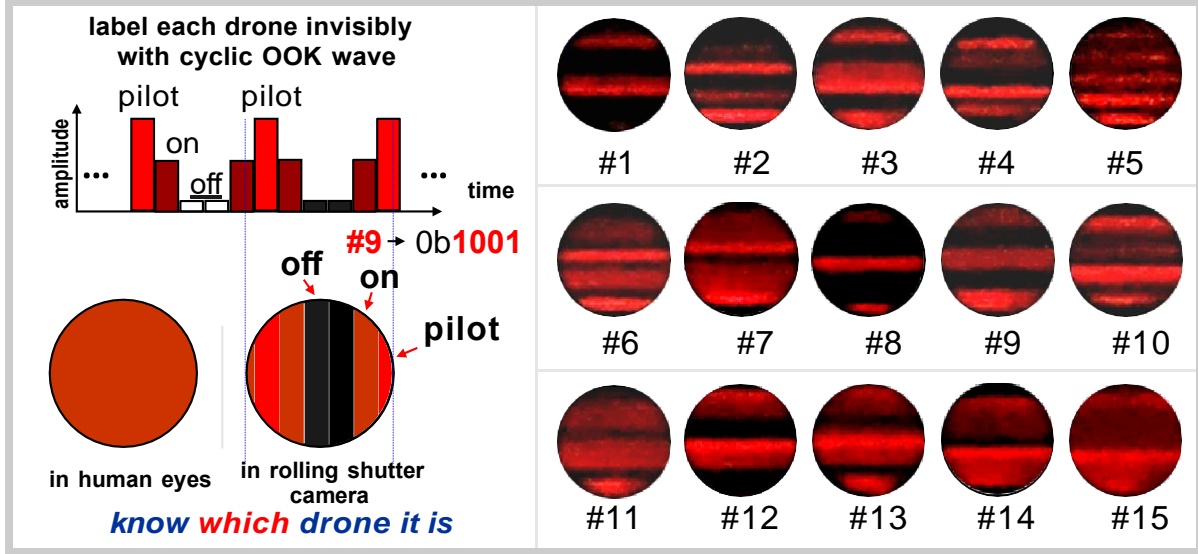 label each drone invisibly
with cyclic OOK wave
pilot
pilot
on
off
amplitude
...
...
time
#9 → 0b1001
off
on
pilot
in human eyes
in rolling shutter
camera
know which drone it is
#1
#2
#3
#4
#5
#6
#7
#8
#9
#10
#11
#12
#13
#14
#15